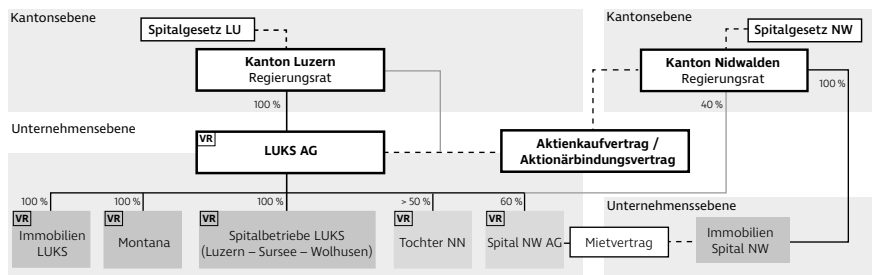 Kantonsebene
Spitalgesetz LU
Kanton Luzern
Regierungsrat
100 %
Kantonsebene
Spitalgesetz NW
Kanton Nidwalden
Regierungsrat
100 %
40 %
Unternehmensebene
VR
LUKS AG
Aktienkaufvertrag /
Aktionärbindungsvertrag
100 %
100 %
100 %
> 50 %
60 %
VR
Immobilien
LUKS
VR
Montana
VR
Spitalbetriebe LUKS
(Luzern – Sursee – Wolhusen)
VR
Tochter NN
VR
Spital NW AG
Mietvertrag
Unternehmenssebene
Immobilien
Spital NW